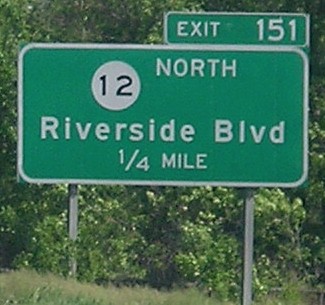 EXIT 151
12 NORTH
Riverside Blvd
1/4 MILE